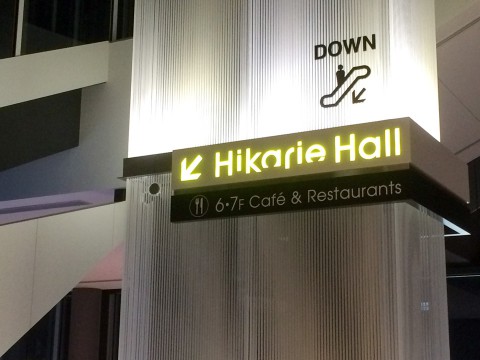 DOWN
Hikarie Hall
6・7F Café & Restaurants